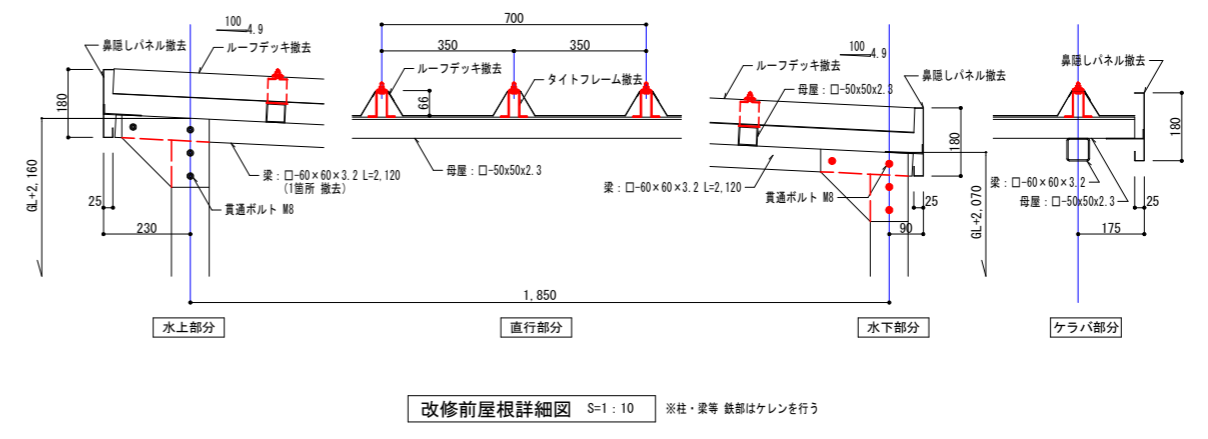 100
4.9
鼻隠しパネル撤去
ルーフデッキ撤去
180
GL+2,160
梁：□-60×60×3.2 L=2,120
(1箇所 撤去)
貫通ボルト M8
25
230
水上部分
700
350
350
ルーフデッキ撤去
タイトフレーム撤去
66
母屋：□-50x50x2.3
1,850
直行部分
100
4.9
ルーフデッキ撤去
鼻隠しパネル撤去
母屋：□-50x50x2.3
180
梁：□-60×60×3.2 L=2,120
貫通ボルト M8
25
90
GL+2,070
水下部分
鼻隠しパネル撤去
180
梁：□-60×60×3.2
母屋：□-50x50x2.3
25
175
ケラバ部分
改修前屋根詳細図 S=1：10
※柱・梁等 鉄部はケレンを行う